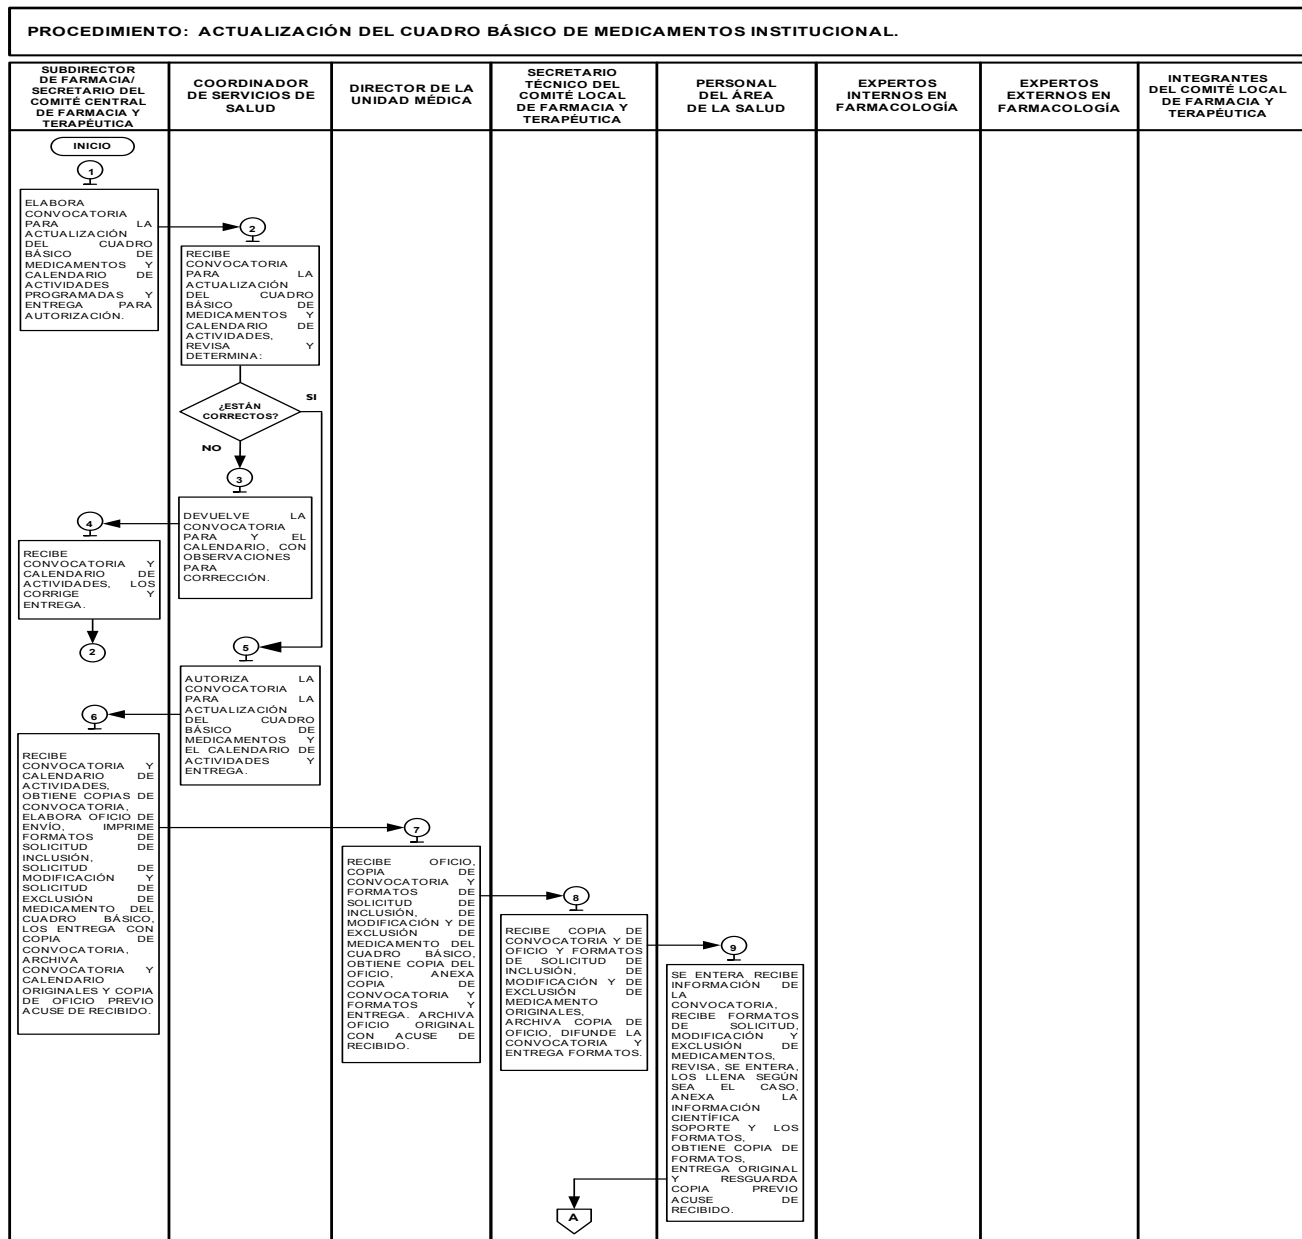 PROCEDIMIENTO: ACTUALIZACIÓN DEL CUADRO BÁSICO DE MEDICAMENTOS INSTITUCIONAL.
SUBDIRECTOR
DE FARMACIA/
SECRETARIO DEL
COMITÉ CENTRAL
DE FARMACIA Y
TERAPÉUTICA
COORDINADOR
DE SERVICIOS DE
SALUD
DIRECTOR DE LA
UNIDAD MÉDICA
SECRETARIO
TÉCNICO DEL
COMITÉ LOCAL
DE FARMACIA Y
TERAPÉUTICA
PERSONAL
DEL ÁREA
DE LA SALUD
EXPERTOS
INTERNOS EN
FARMACOLOGÍA
EXPERTOS
EXTERNOS EN
FARMACOLOGÍA
INTEGRANTES
DEL COMITÉ LOCAL
DE FARMACIA Y
TERAPÉUTICA
INICIO
1
ELABORA
CONVOCATORIA
PARA LA
ACTUALIZACIÓN
DEL CUADRO
BÁSICO DE
MEDICAMENTOS Y
CALENDARIO DE
ACTIVIDADES
PROGRAMADAS Y
ENTREGA PARA
AUTORIZACIÓN.
2
RECIBE
CONVOCATORIA
PARA LA
ACTUALIZACIÓN
DEL CUADRO
BÁSICO DE
MEDICAMENTOS Y
CALENDARIO DE
ACTIVIDADES,
REVISA Y
DETERMINA:
¿ESTÁN
CORRECTOS?
SI
NO
3
DEVUELVE LA
CONVOCATORIA
PARA Y EL
CALENDARIO, CON
OBSERVACIONES
PARA
CORRECCIÓN.
4
RECIBE
CONVOCATORIA Y
CALENDARIO DE
ACTIVIDADES, LOS
CORRIGE Y
ENTREGA.
2
5
AUTORIZA LA
CONVOCATORIA
PARA LA
ACTUALIZACIÓN
DEL CUADRO
BÁSICO DE
MEDICAMENTOS Y
EL CALENDARIO DE
ACTIVIDADES Y
ENTREGA.
6
RECIBE
CONVOCATORIA Y
CALENDARIO DE
ACTIVIDADES,
OBTIENE COPIAS DE
CONVOCATORIA,
ELABORA OFICIO DE
ENVÍO, IMPRIME
FORMATOS DE
SOLICITUD DE
INCLUSIÓN,
SOLICITUD DE
MODIFICACIÓN Y
SOLICITUD DE
EXCLUSIÓN DE
MEDICAMENTO DEL
CUADRO BÁSICO,
LOS ENTREGA CON
COPIA DE
CONVOCATORIA,
ARCHIVA
CONVOCATORIA Y
CALENDARIO
ORIGINALES Y COPIA
DE OFICIO PREVIO
ACUSE DE RECIBIDO.
7
RECIBE OFICIO,
COPIA DE
CONVOCATORIA Y
FORMATOS DE
SOLICITUD DE
INCLUSIÓN, DE
MODIFICACIÓN Y DE
EXCLUSIÓN DE
MEDICAMENTO DEL
CUADRO BÁSICO,
OBTIENE COPIA DEL
OFICIO, ANEXA
COPIA DE
CONVOCATORIA Y
FORMATOS Y
ENTREGA. ARCHIVA
OFICIO ORIGINAL
CON ACUSE DE
RECIBIDO.
8
RECIBE COPIA DE
CONVOCATORIA Y DE
OFICIO Y FORMATOS
DE SOLICITUD DE
INCLUSIÓN, DE
MODIFICACIÓN Y DE
EXCLUSIÓN DE
MEDICAMENTO
ORIGINALES,
ARCHIVA COPIA DE
OFICIO, DIFUNDE LA
CONVOCATORIA Y
ENTREGA FORMATOS.
9
SE ENTERA RECIBE
INFORMACIÓN DE
LA
CONVOCATORIA,
RECIBE FORMATOS
DE SOLICITUD,
MODIFICACIÓN Y
EXCLUSIÓN DE
MEDICAMENTOS,
REVISA, SE ENTERA,
LOS LLENA SEGÚN
SEA EL CASO,
ANEXA LA
INFORMACIÓN
CIENTÍFICA
SOPORTE Y LOS
FORMATOS,
OBTIENE COPIA DE
FORMATOS,
ENTREGA ORIGINAL
Y RESGUARDA
COPIA PREVIO
ACUSE DE
RECIBIDO.
A